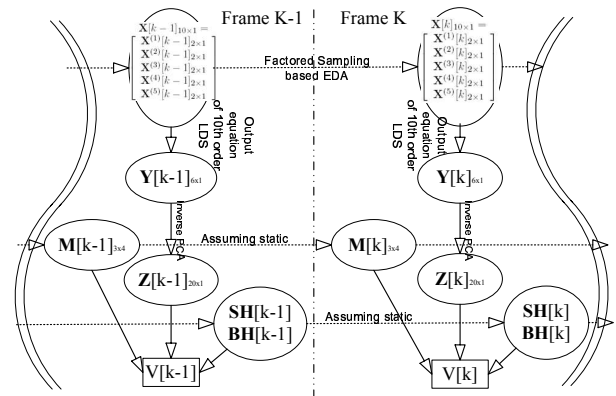 Frame K-1
Frame K
X[k − 1]10×1 =
X(1)[k − 1]2×1
X(2)[k − 1]2×1
X(3)[k − 1]2×1
X(4)[k − 1]2×1
X(5)[k − 1]2×1
X[k]10×1 =
X(1)[k]2×1
X(2)[k]2×1
X(3)[k]2×1
X(4)[k]2×1
X(5)[k]2×1
Factored Sampling
based EDA
Output
equation
of 10th order
LDS
Output
equation
of 10th order
LDS
Y[k-1]6x1
Y[k]6x1
Inverse PCA
Inverse PCA
M[k-1]3x4
Assuming static
M[k]3x4
Z[k-1]20x1
Z[k]20x1
SH[k-1]
BH[k-1]
Assuming static
SH[k]
BH[k]
V[k-1]
V[k]